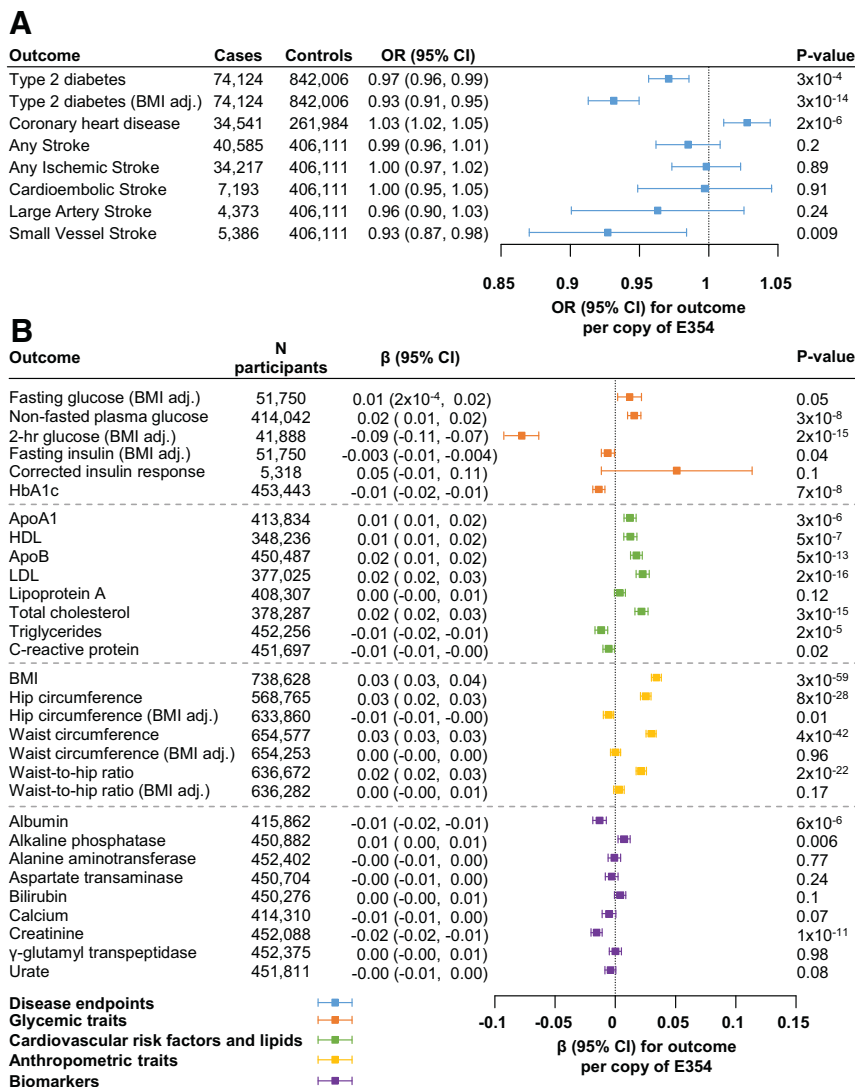 A
Outcome Cases Controls OR (95% CI) P-value
Type 2 diabetes 74,124 842,006 0.97 (0.96, 0.99) 3x10-4
Type 2 diabetes (BMI adj.) 74,124 842,006 0.93 (0.91, 0.95) 3x10-14
Coronary heart disease 34,541 261,984 1.03 (1.02, 1.05) 2x10-6
Any Stroke 40,585 406,111 0.99 (0.96, 1.01) 0.2
Any Ischemic Stroke 34,217 406,111 1.00 (0.97, 1.02) 0.89
Cardioembolic Stroke 7,193 406,111 1.00 (0.95, 1.05) 0.91
Large Artery Stroke 4,373 406,111 0.96 (0.90, 1.03) 0.24
Small Vessel Stroke 5,386 406,111 0.93 (0.87, 0.98) 0.009
0.85 0.9 0.95 1 1.05
OR (95% CI) for outcome
per copy of E354
B
Outcome N participants β (95% CI) P-value
Fasting glucose (BMI adj.) 51,750 0.01 (2x10-4, 0.02) 0.05
Non-fasted plasma glucose 414,042 0.02 ( 0.01, 0.02) 3x10-8
2-hr glucose (BMI adj.) 41,888 -0.09 (-0.11, -0.07) 2x10-15
Fasting insulin (BMI adj.) 51,750 -0.003 (-0.01, -0.004) 0.04
Corrected insulin response 5,318 0.05 (-0.01, 0.11) 0.1
HbA1c 453,443 -0.01 (-0.02, -0.01) 7x10-8
ApoA1 413,834 0.01 ( 0.01, 0.02) 3x10-6
HDL 348,236 0.01 ( 0.01, 0.02) 5x10-7
ApoB 450,487 0.02 ( 0.01, 0.02) 5x10-13
LDL 377,025 0.02 ( 0.02, 0.03) 2x10-16
Lipoprotein A 408,307 0.00 (-0.00, 0.01) 0.12
Total cholesterol 378,287 0.02 ( 0.02, 0.03) 3x10-15
Triglycerides 452,256 -0.01 (-0.02, -0.01) 2x10-5
C-reactive protein 451,697 -0.01 (-0.01, -0.00) 0.02
BMI 738,628 0.03 ( 0.03, 0.04) 3x10-59
Hip circumference 568,765 0.03 ( 0.02, 0.03) 8x10-28
Hip circumference (BMI adj.) 633,860 -0.01 (-0.01, -0.00) 0.01
Waist circumference 654,577 0.03 ( 0.03, 0.03) 4x10-42
Waist circumference (BMI adj.) 654,253 0.00 (-0.00, 0.00) 0.96
Waist-to-hip ratio 636,672 0.02 ( 0.02, 0.03) 2x10-22
Waist-to-hip ratio (BMI adj.) 636,282 0.00 (-0.00, 0.01) 0.17
Albumin 415,862 -0.01 (-0.02, -0.01) 6x10-6
Alkaline phosphatase 450,882 0.01 ( 0.00, 0.01) 0.006
Alanine aminotransferase 452,402 -0.00 (-0.01, 0.00) 0.77
Aspartate transaminase 450,704 -0.00 (-0.01, 0.00) 0.24
Bilirubin 450,276 0.00 (-0.00, 0.01) 0.1
Calcium 414,310 -0.01 (-0.01, 0.00) 0.07
Creatinine 452,088 -0.02 (-0.02, -0.01) 1x10-11
γ-glutamyl transpeptidase 452,375 0.00 (-0.00, 0.01) 0.98
Urate 451,811 -0.00 (-0.01, 0.00) 0.08
Disease endpoints
Glycemic traits
Cardiovascular risk factors and lipids
Anthropometric traits
Biomarkers
-0.1 -0.05 0 0.05 0.1 0.15
β (95% CI) for outcome
per copy of E354